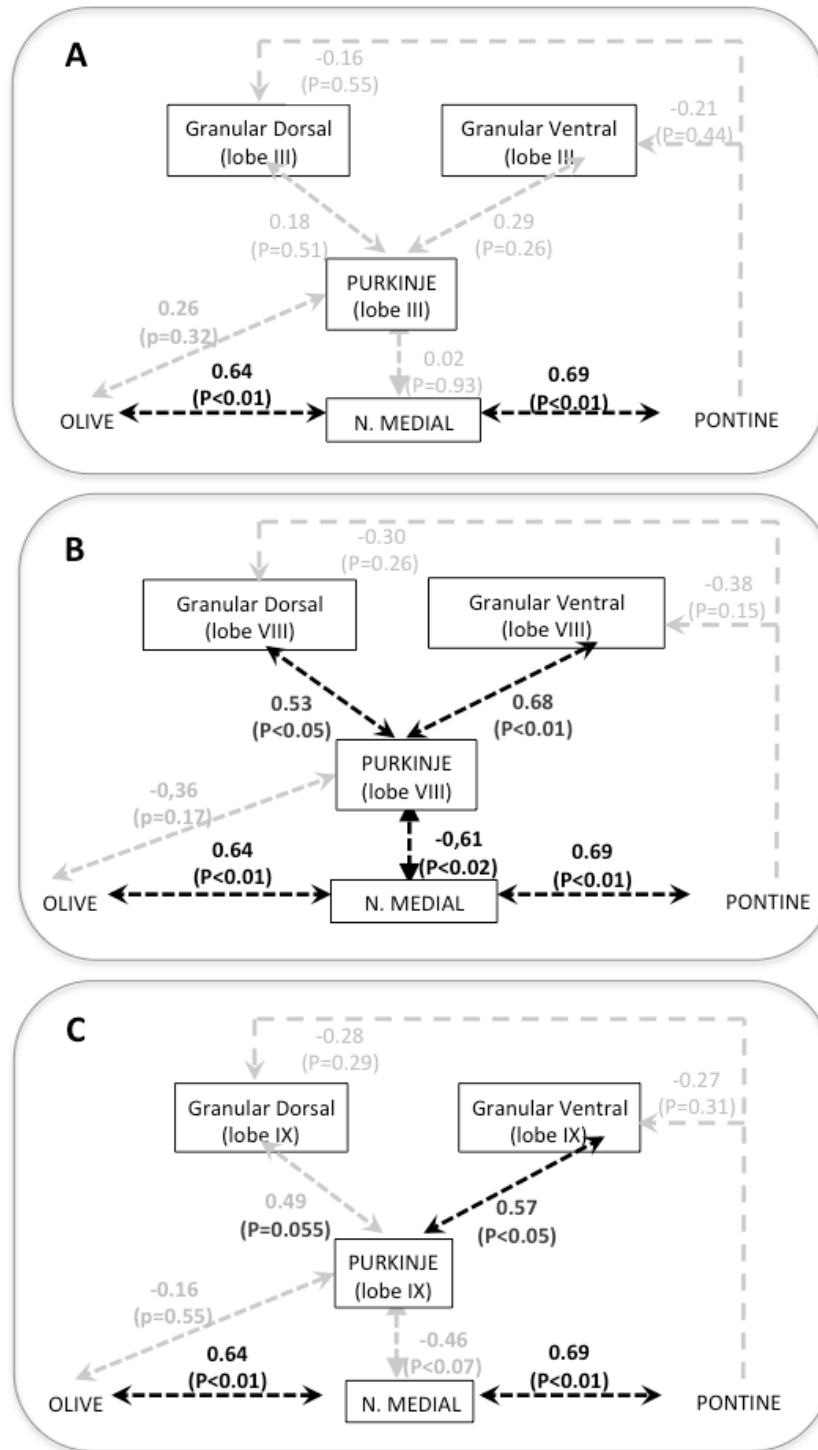 A
-0.16
(P=0.55)
-0.21
(P=0.44)
Granular Dorsal
(lobe III)
Granular Ventral
(lobe III
0.18
(P=0.51)
0.29
(P=0.26)
PURKINJE
(lobe III)
0.26
(p=0.32)
0.02
(P=0.93)
0.64
(P<0.01)
0.69
(P<0.01)
OLIVE
N. MEDIAL
PONTINE
B
-0.30
(P=0.26)
-0.38
(P=0.15)
Granular Dorsal
(lobe VIII)
Granular Ventral
(lobe VIII)
0.53
(P<0.05)
0.68
(P<0.01)
PURKINJE
(lobe VIII)
-0,36
(p=0.17)
-0,61
(P<0.02)
0.64
(P<0.01)
0.69
(P<0.01)
OLIVE
N. MEDIAL
PONTINE
C
-0.28
(P=0.29)
-0.27
(P=0.31)
Granular Dorsal
(lobe IX)
Granular Ventral
(lobe IX)
0.49
(P=0.055)
0.57
(P<0.05)
PURKINJE
(lobe IX)
-0.16
(p=0.55)
-0.46
(P<0.07)
0.64
(P<0.01)
0.69
(P<0.01)
OLIVE
N. MEDIAL
PONTINE